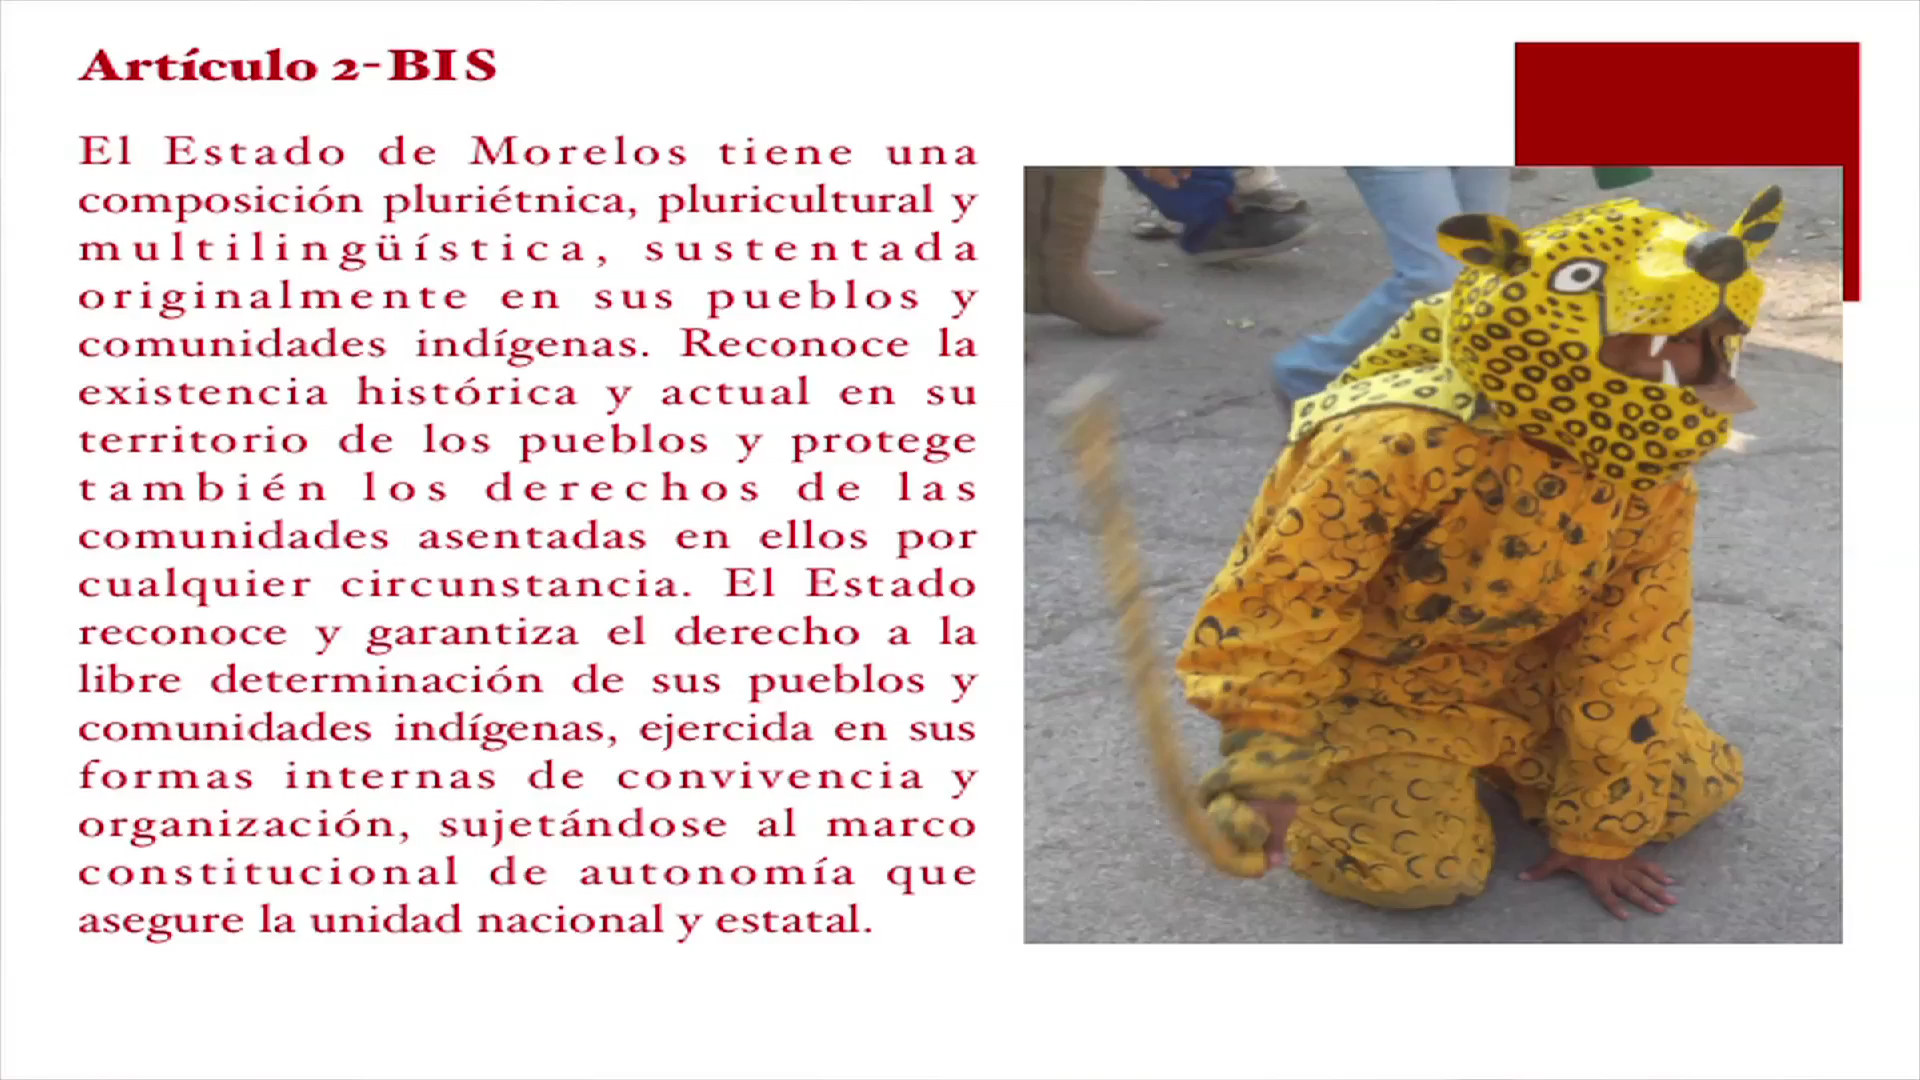 Artículo 2-BIS
El Estado de Morelos tiene una
composición pluriétnica, pluricultural y
multilingüística, sustentada
originalmente en sus pueblos y
comunidades indígenas. Reconoce la
existencia histórica y actual en su
territorio de los pueblos y protege
también los derechos de las
comunidades asentadas en ellos por
cualquier circunstancia. El Estado
reconoce y garantiza el derecho a la
libre determinación de sus pueblos y
comunidades indígenas, ejercida en sus
formas internas de convivencia y
organización, sujetándose al marco
constitucional de autonomía que
asegure la unidad nacional y estatal.